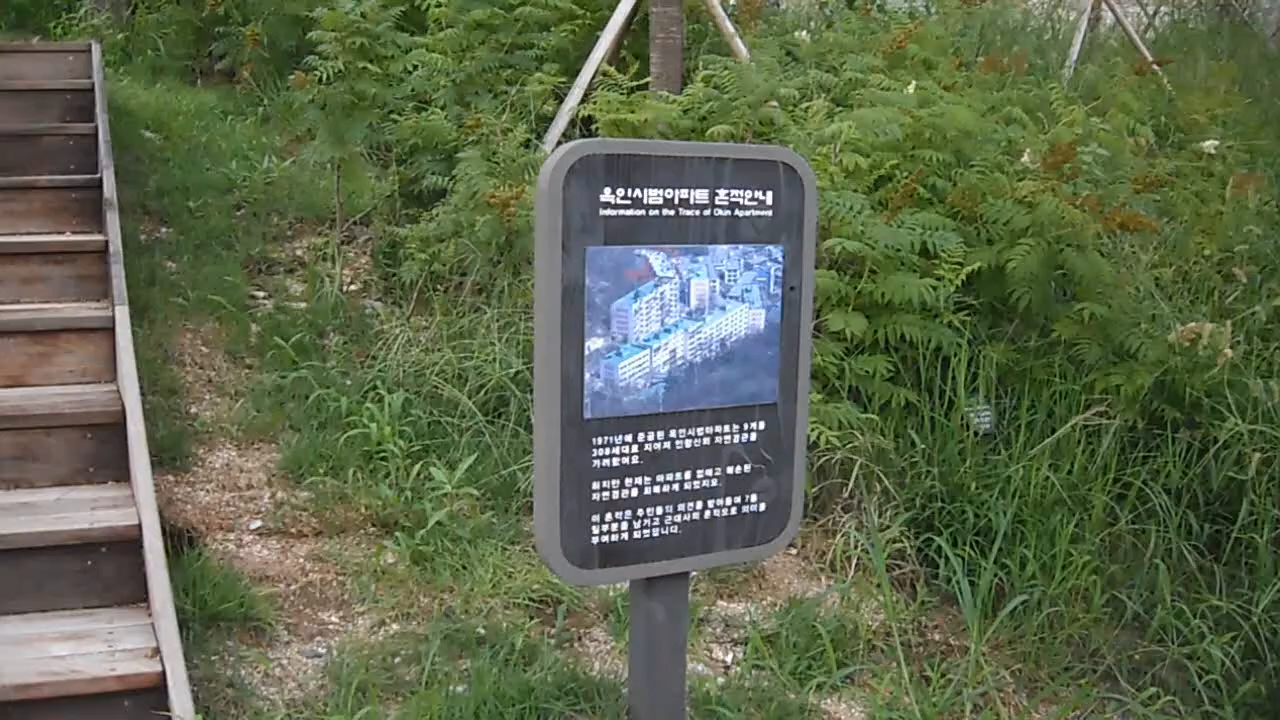 옥인시범아파트 흔적안내
Information on the Trace of Okin Apartment
1971년에 준공된 옥인시범아파트는 9개동
308세대로 지어져 인왕산의 자연경관을
가려왔어요.
하지만 현재는 아파트를 없애고 훼손된
자연경관을 회복하게 되었지요.
이 흔적은 주민들의 의견을 받아들여 7동
일부분을 남기고 근대사의 흔적으로 의미를
부여하게 되었답니다.